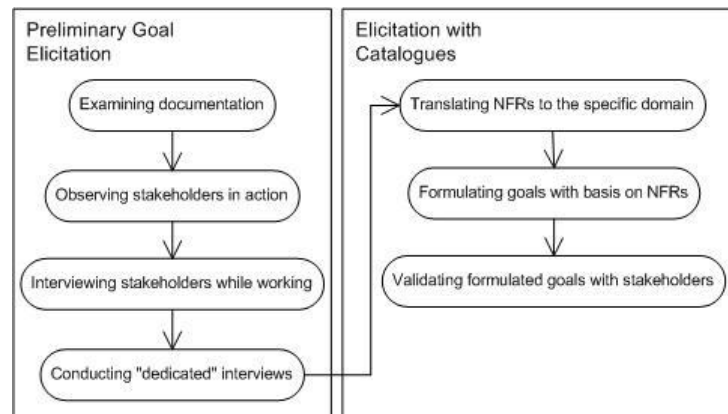 Preliminary Goal
Elicitation
Examining documentation
Observing stakeholders in action
Interviewing stakeholders while working
Conducting "dedicated" interviews
Elicitation with
Catalogues
Translating NFRs to the specific domain
Formulating goals with basis on NFRs
Validating formulated goals with stakeholders